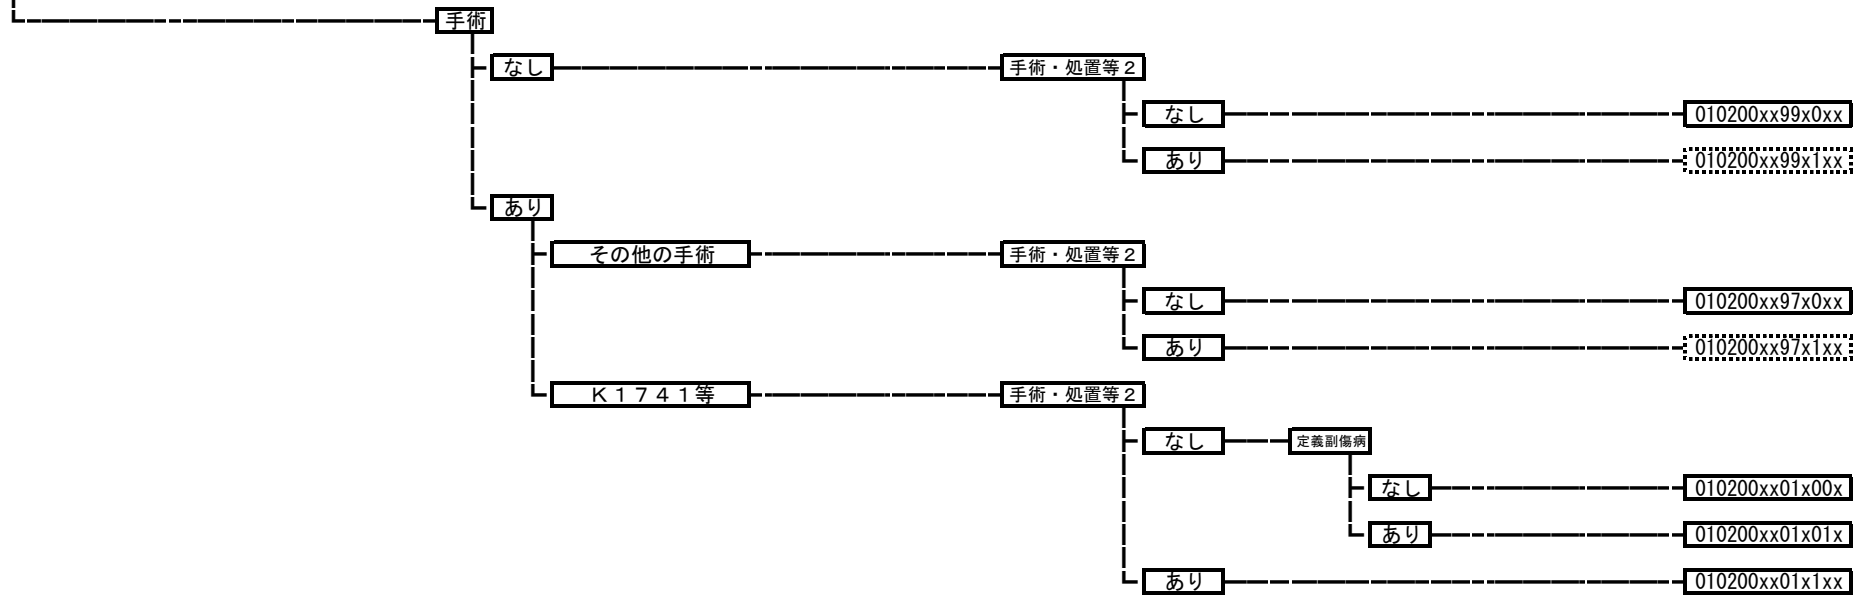 手術
なし 手術・処置等２
なし 010200xx99x0xx
あり 010200xx99x1xx
あり
その他の手術 手術・処置等２
なし 010200xx97x0xx
あり 010200xx97x1xx
Ｋ１７４１等 手術・処置等２
なし 定義副傷病
なし 010200xx01x00x
あり 010200xx01x01x
あり 010200xx01x1xx